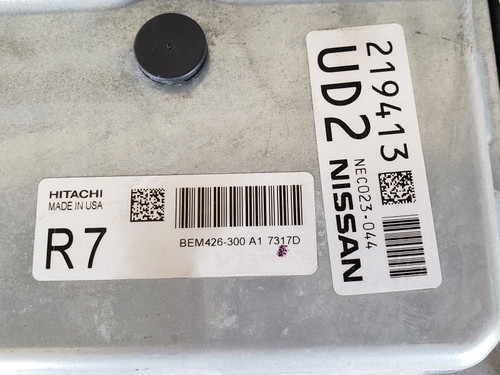 HITACHI
MADE IN USA
R7
BEM426-300 A1 7317D
219413
UD2
NEC023-044
NISSAN